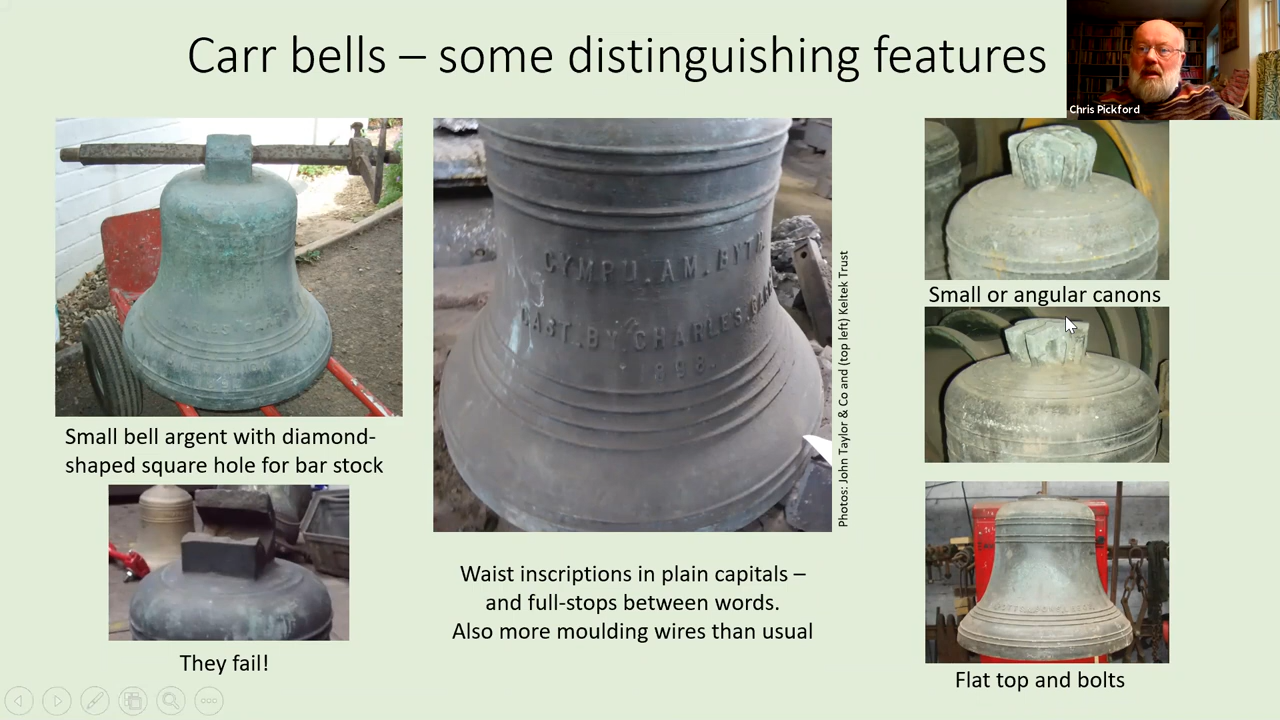 Carr bells – some distinguishing features
Chris Pickford
Small bell argent with diamond-
shaped square hole for bar stock
They fail!
CYMPU.AM.BYTH
CAST.BY.CHARLES.
898.
Photos: John Taylor & Co and (top left) Keltek Trust
Waist inscriptions in plain capitals –
and full-stops between words.
Also more moulding wires than usual
Small or angular canons
Flat top and bolts